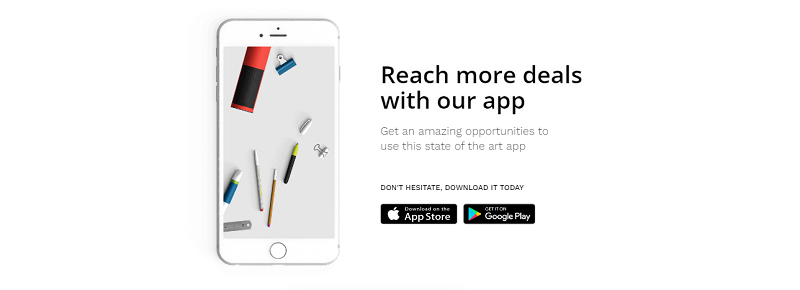 Reach more deals
with our app
Get an amazing opportunities to
use this state of the art app
DON'T HESITATE, DOWNLOAD IT TODAY
Download on the
App Store
GET IT ON
Google Play